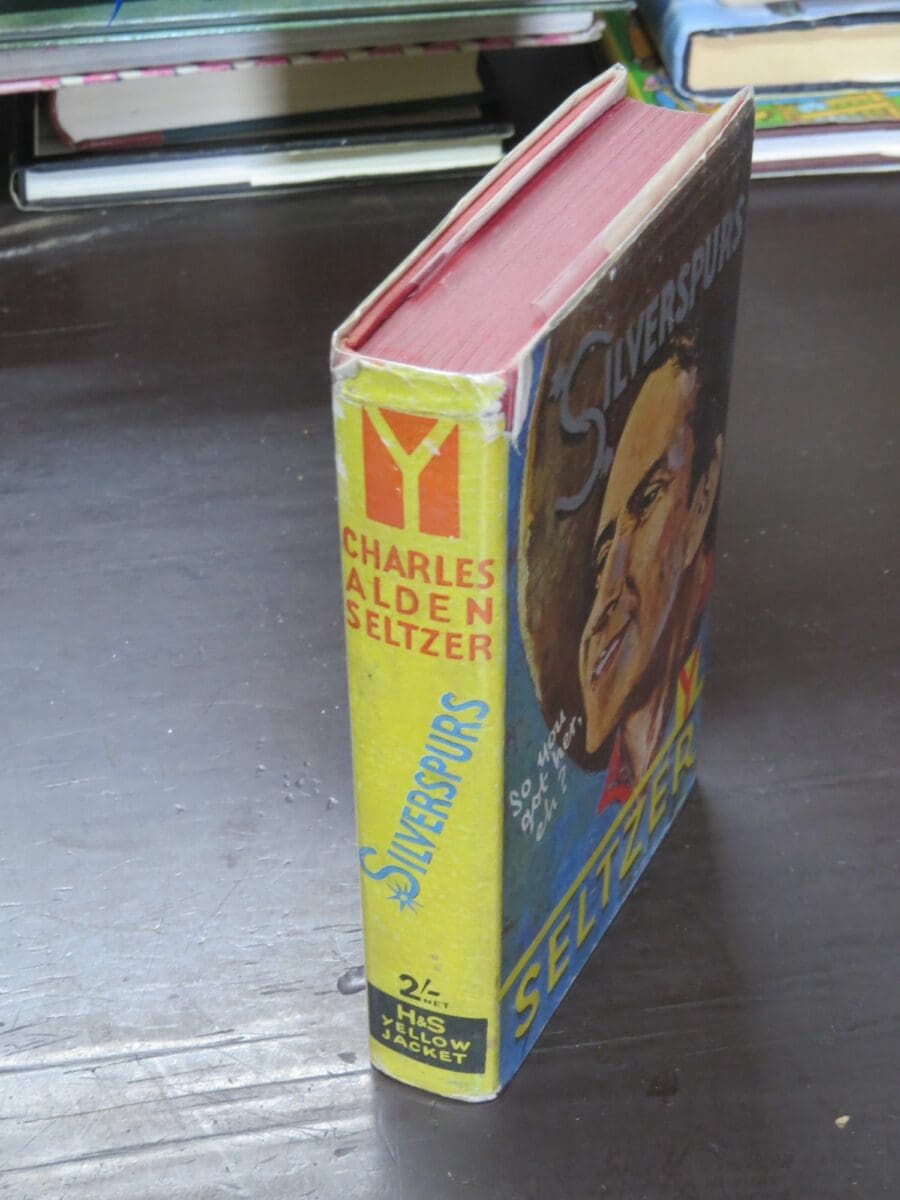 Y
CHARLES
ALDEN
SELTZER
SILVERSPURS
2/-
NET
H&S
YELLOW
JACKET
SILVERSPURS
So you
got her,
eh?
Y
SELTZER